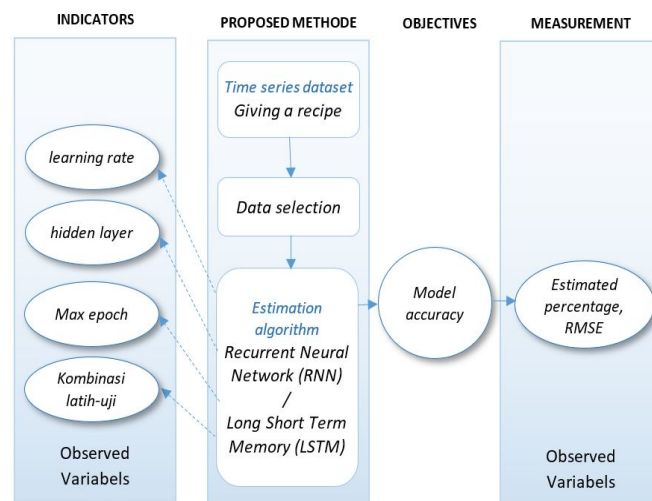 INDICATORS
PROPOSED METHODE
OBJECTIVES
MEASUREMENT
Time series dataset
Giving a recipe
learning rate
Data selection
hidden layer
Max epoch
Kombinasi
latih-uji
Estimation
algorithm
Recurrent Neural
Network (RNN)
/
Long Short Term
Memory (LSTM)
Model
accuracy
Estimated
percentage,
RMSE
Observed
Variabels
Observed
Variabels